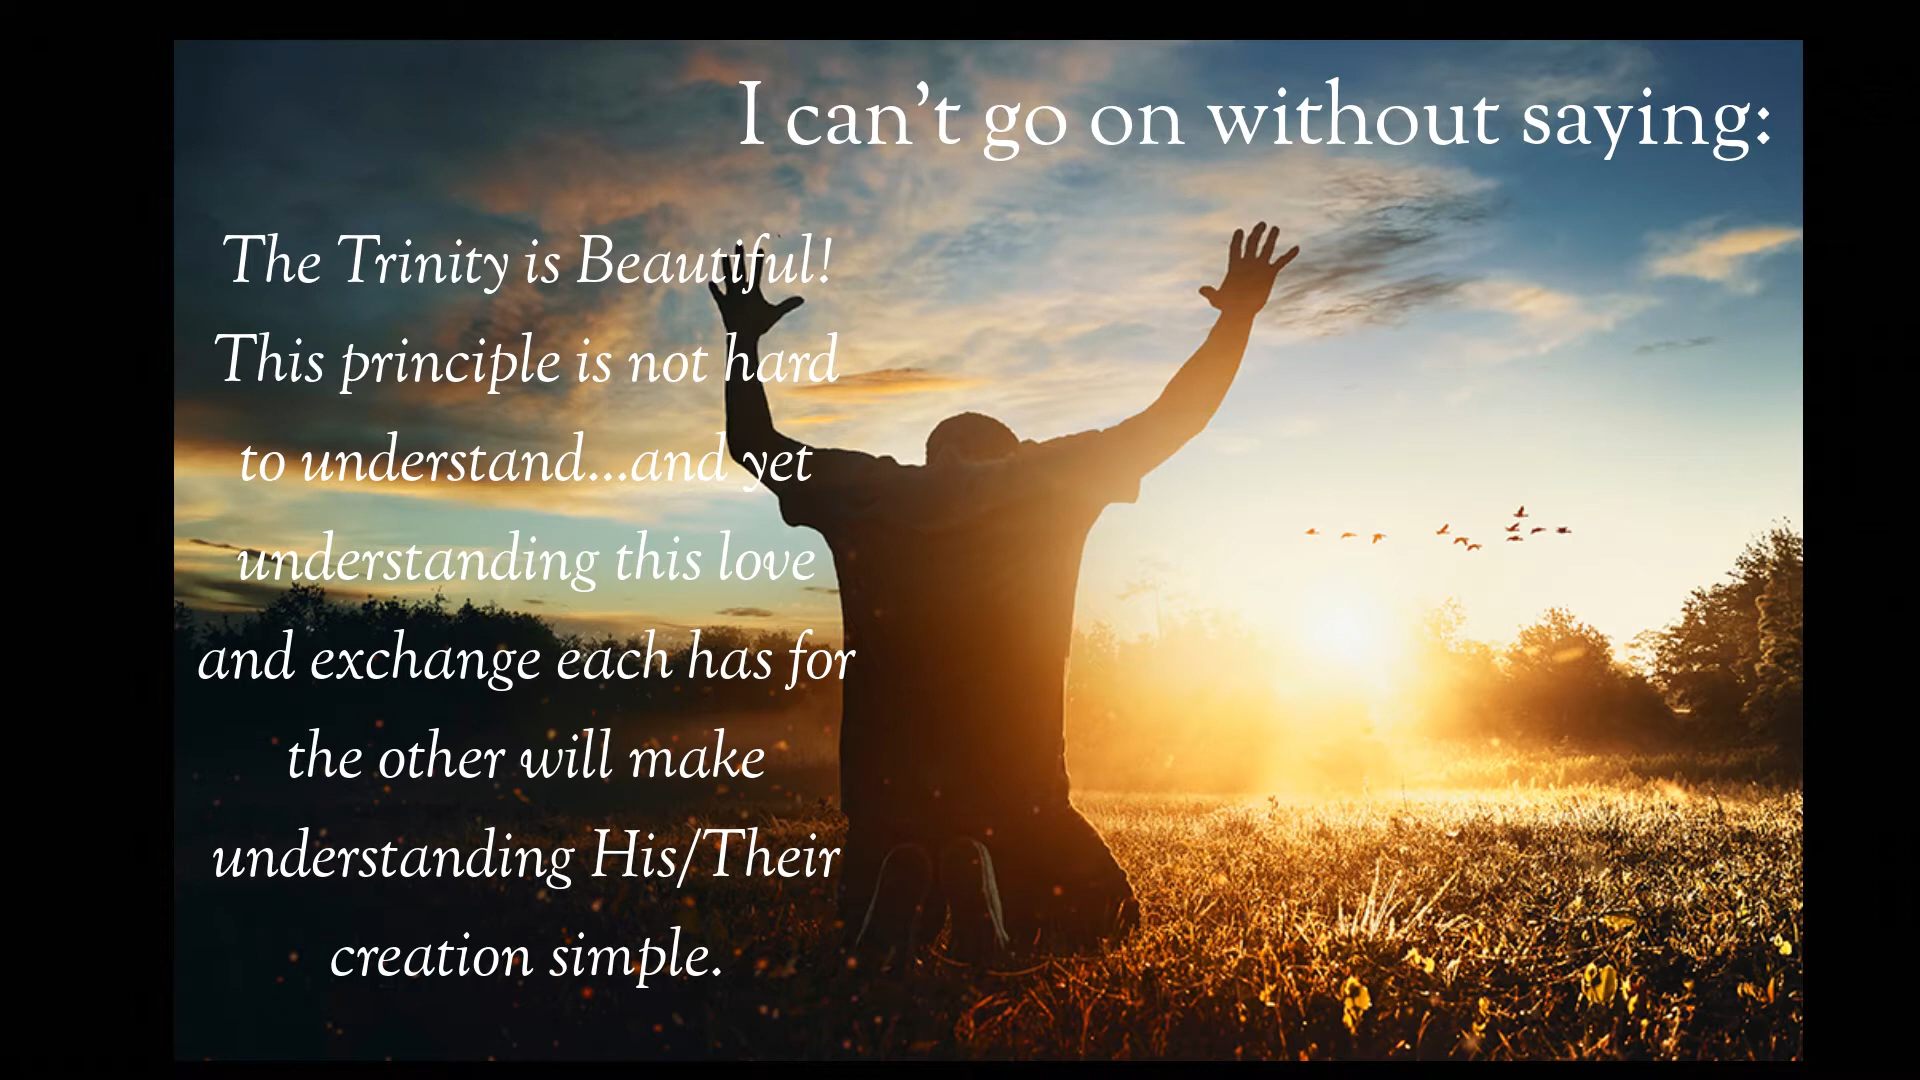 I can’t go on without saying:
The Trinity is Beautiful!
This principle is not hard
to understand...and yet
understanding this love
and exchange each has for
the other will make
understanding His/Their
creation simple.